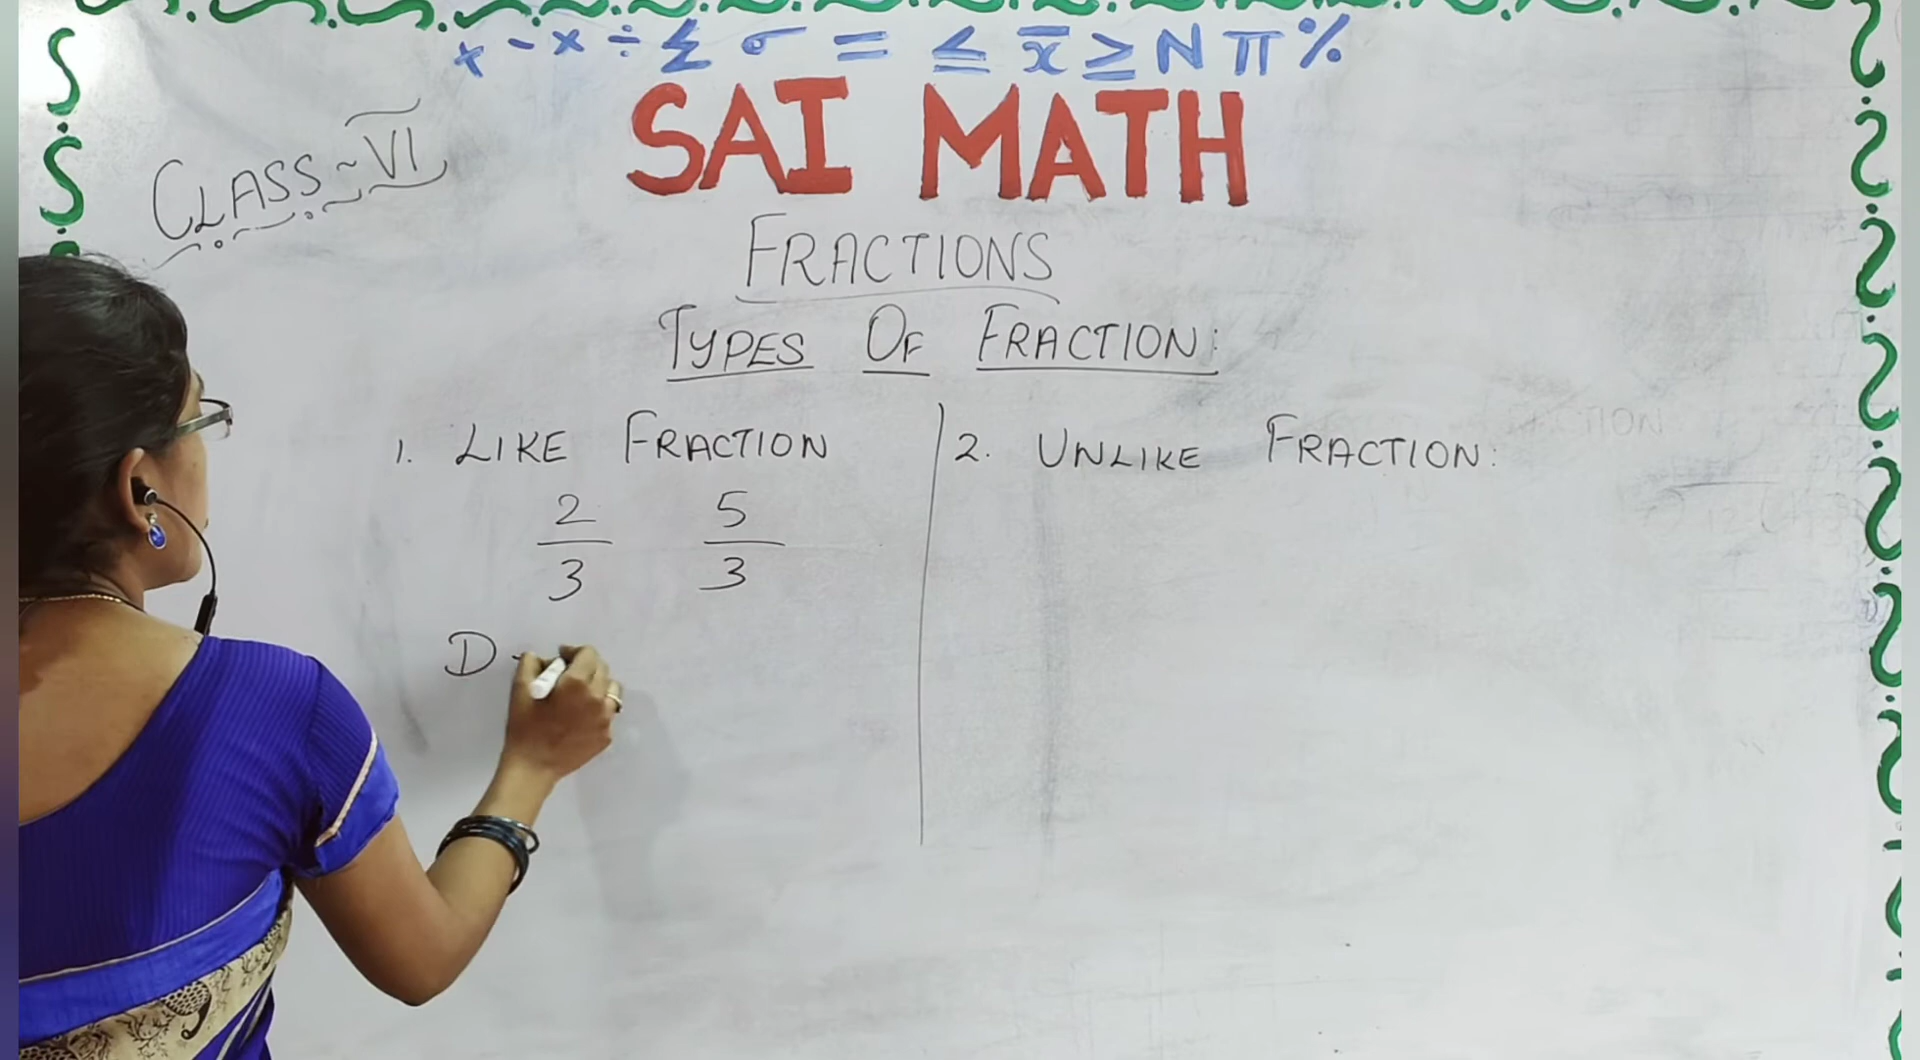 + - × ÷ Σ σ = ≤ x̄ ≥ N π %
SAI MATH
CLASS ~ VI
FRACTIONS
TYPES OF FRACTION:
1. LIKE FRACTION
2/3 5/3
D -
2. UNLIKE FRACTION: